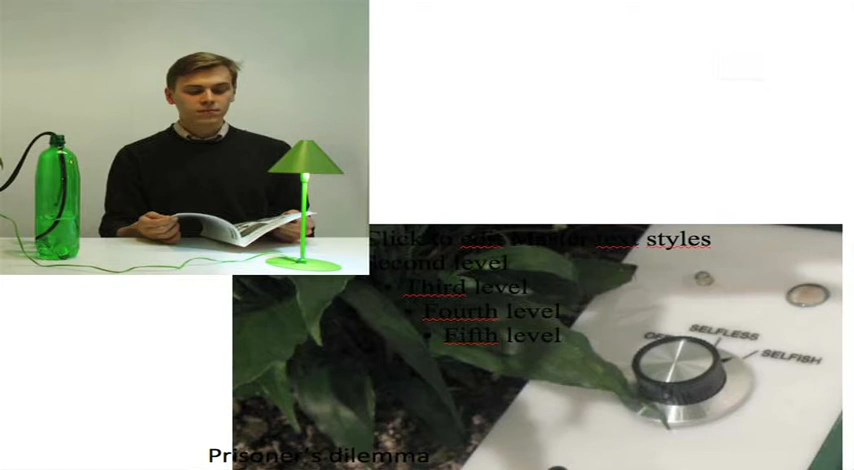 Click to edit Master text styles
Second level
• Third level
• Fourth level
• Fifth level
OFF
SELFLESS
SELFISH
Prisoner's dilemma